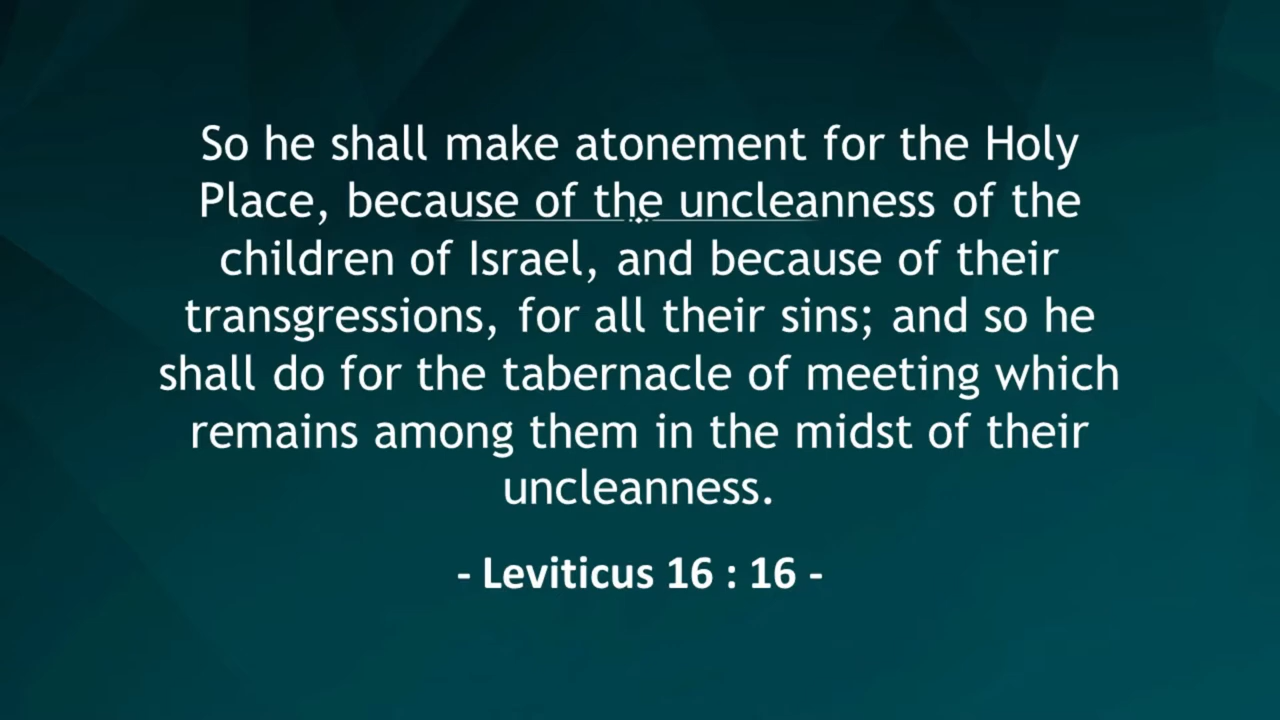 So he shall make atonement for the Holy
Place, because of the uncleanness of the
children of Israel, and because of their
transgressions, for all their sins; and so he
shall do for the tabernacle of meeting which
remains among them in the midst of their
uncleanness.
- Leviticus 16 : 16 -